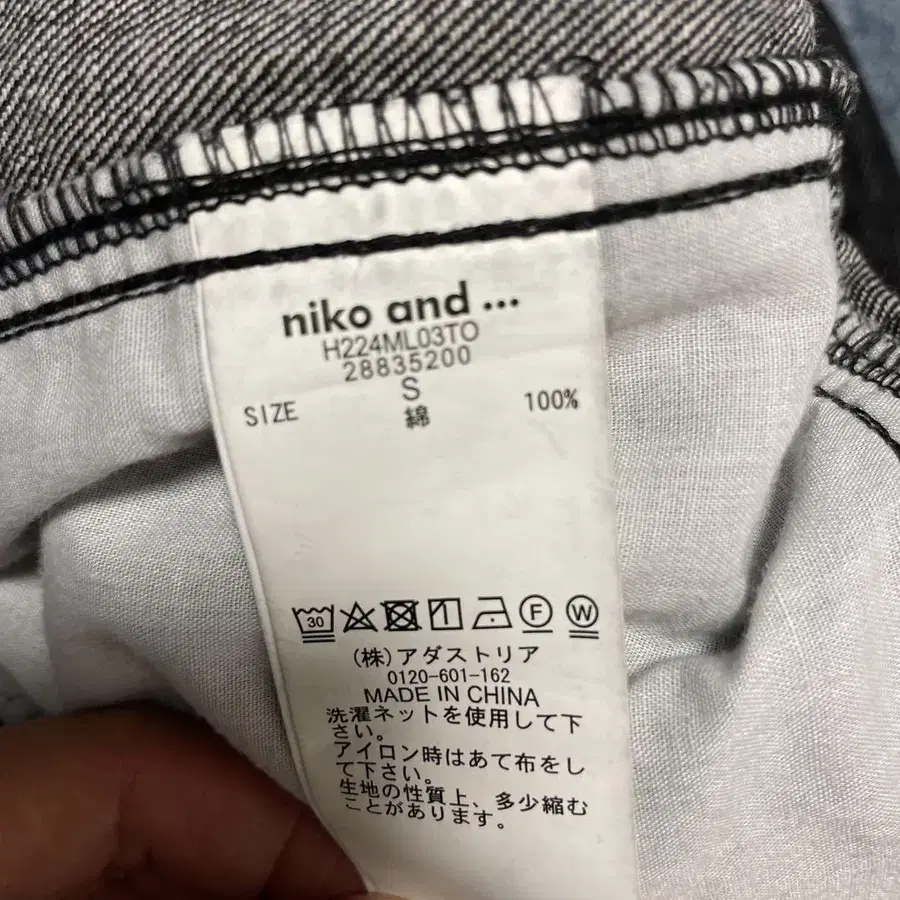 niko and ...
H224ML03TO
28835200
S
SIZE 綿 100%
30 F W
(株)アダストリア
0120-601-162
MADE IN CHINA
洗濯ネットを使用して下
さい。
アイロン時はあて布をし
て下さい。
生地の性質上、多少縮む
ことがあります。